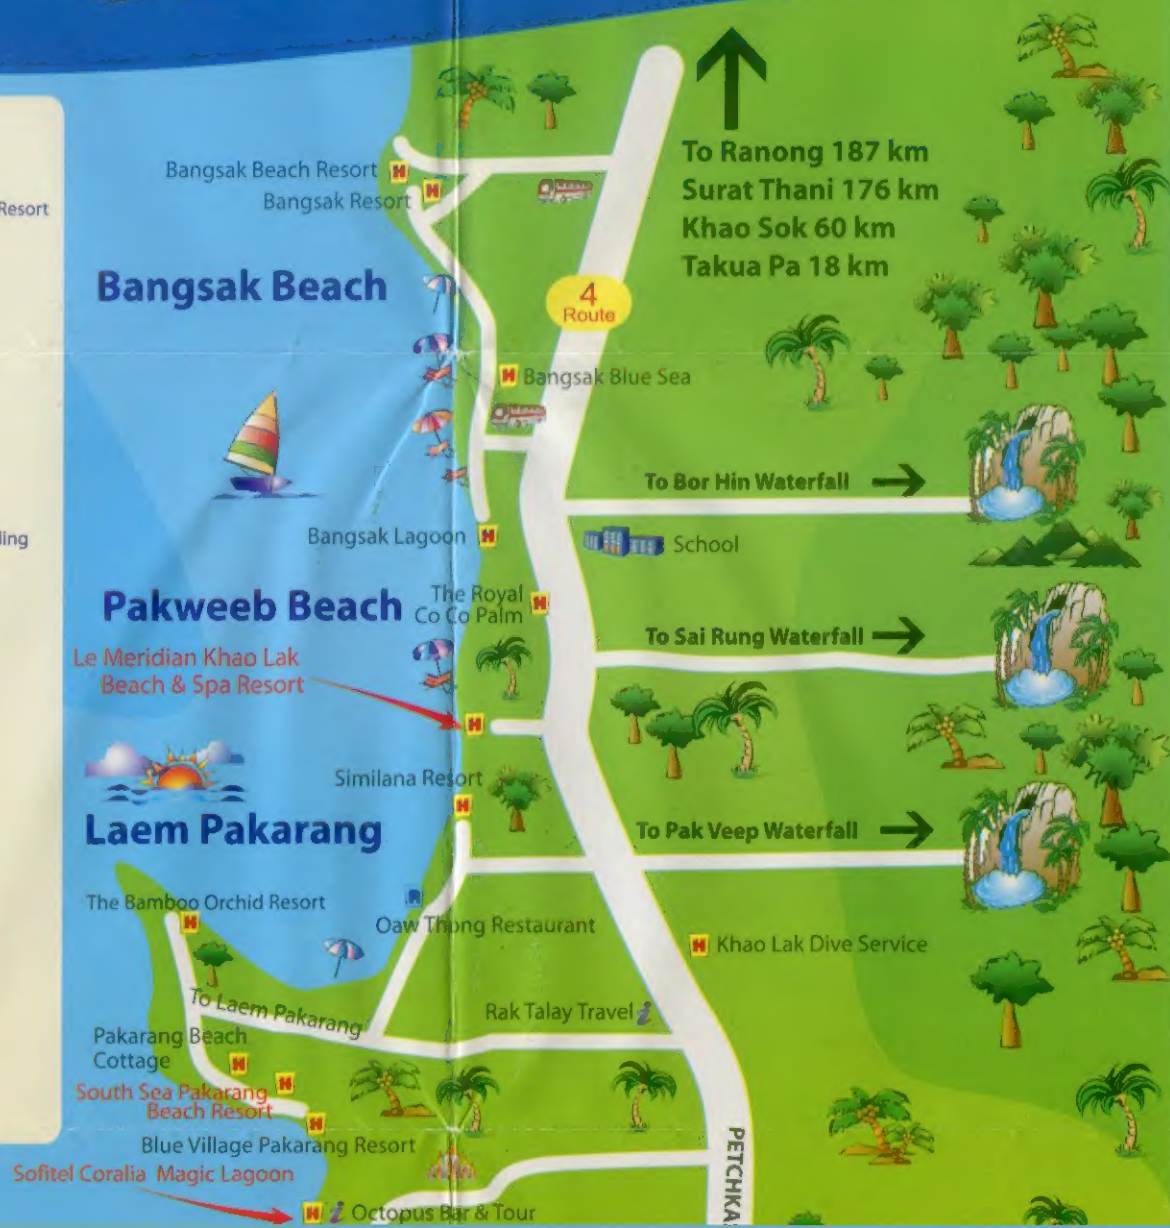 To Ranong 187 km
Surat Thani 176 km
Khao Sok 60 km
Takua Pa 18 km
Bangsak Beach Resort
Bangsak Resort
Resort
Bangsak Beach
4
Route
Bangsak Blue Sea
To Bor Hin Waterfall
Bangsak Lagoon
School
The Royal
Co Co Palm
Pakweeb Beach
To Sai Rung Waterfall
Le Meridian Khao Lak
Beach & Spa Resort
Similana Resort
Laem Pakarang
To Pak Veep Waterfall
The Bamboo Orchid Resort
Oaw Thong Restaurant
Khao Lak Dive Service
To Laem Pakarang
Rak Talay Travel
Pakarang Beach
Cottage
South Sea Pakarang
Beach Resort
Blue Village Pakarang Resort
Sofitel Coralia Magic Lagoon
Octopus Bar & Tour